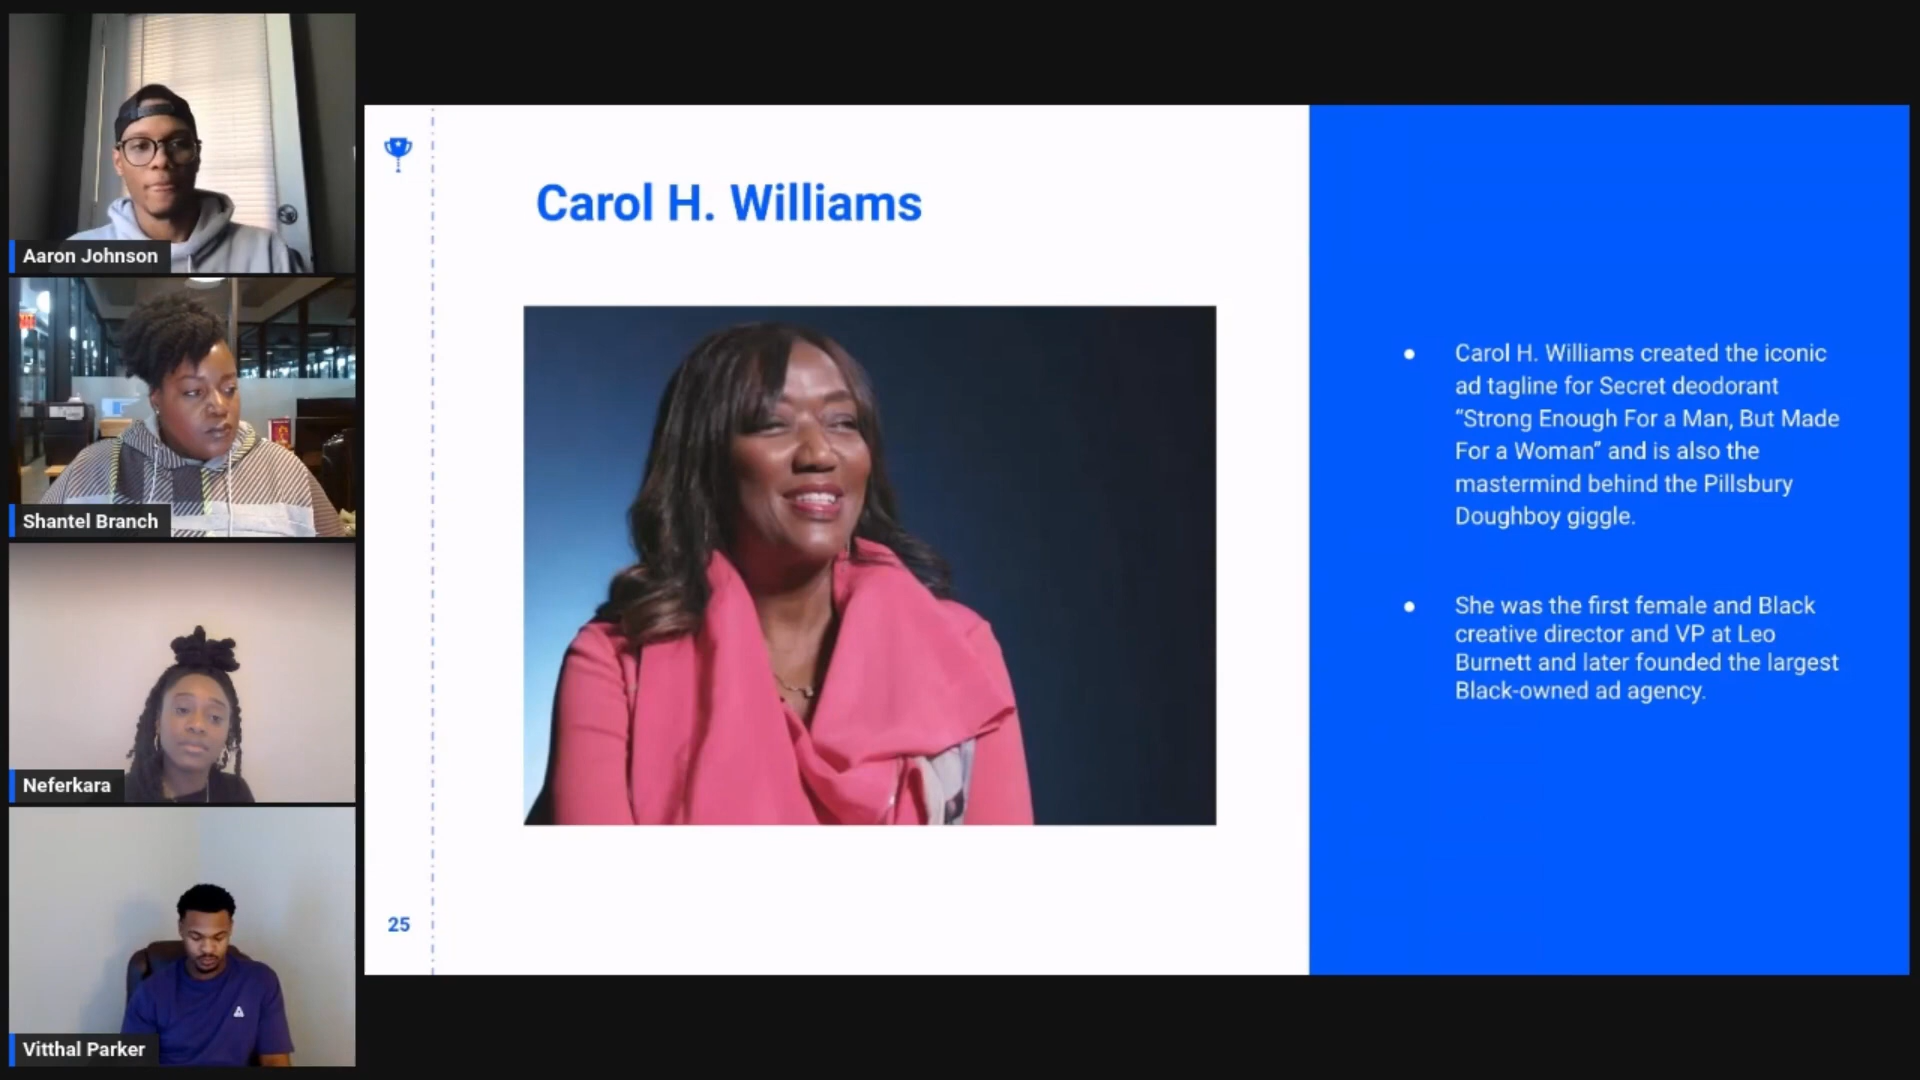 Aaron Johnson
Shantel Branch
Neferkara
Vitthal Parker
Carol H. Williams
25
● Carol H. Williams created the iconic
ad tagline for Secret deodorant
“Strong Enough For a Man, But Made
For a Woman” and is also the
mastermind behind the Pillsbury
Doughboy giggle.
● She was the first female and Black
creative director and VP at Leo
Burnett and later founded the largest
Black-owned ad agency.